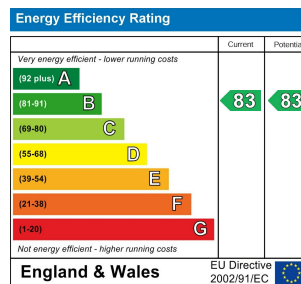 Energy Efficiency Rating
Current Potentia
Very energy efficient - lower running costs
(92 plus) A
(81-91) B 83 83
(69-80) C
(55-68) D
(39-54) E
(21-38) F
(1-20) G
Not energy efficient - higher running costs
England & Wales
EU Directive
2002/91/EC